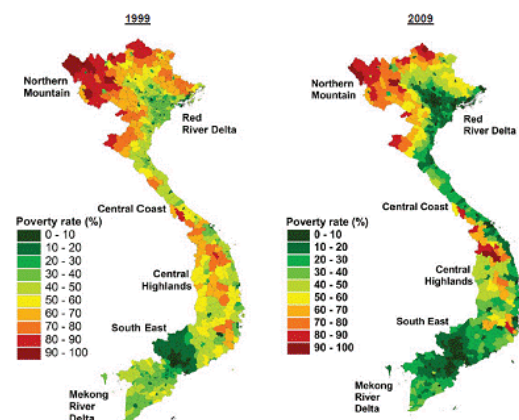 1999
Northern
Mountain
Red
River Delta
Central Coast
Poverty rate (%)
0 - 10
10 - 20
20 - 30
30 - 40
40 - 50
50 - 60
60 - 70
70 - 80
80 - 90
90 - 100
Central
Highlands
South East
Mekong
River
Delta
2009
Northern
Mountain
Red
River Delta
Central Coast
Poverty rate (%)
0 - 10
10 - 20
20 - 30
30 - 40
40 - 50
50 - 60
60 - 70
70 - 80
80 - 90
90 - 100
Central
Highlands
South East
Mekong
River
Delta